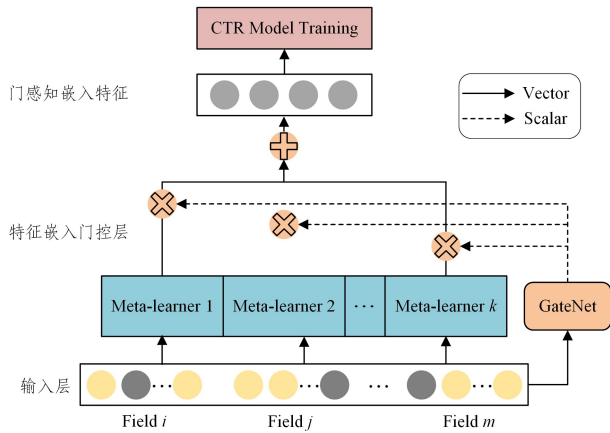 CTR Model Training
门感知嵌入特征
Vector
Scalar
特征嵌入门控层
Meta-learner 1
Meta-learner 2
···
Meta-learner k
GateNet
输入层
···
···
···
···
Field i
Field j
Field m